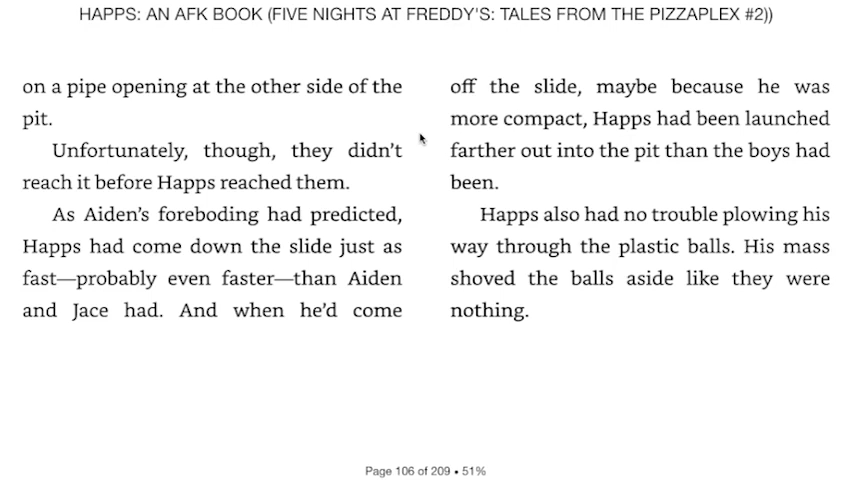 HAPPS: AN AFK BOOK (FIVE NIGHTS AT FREDDY'S: TALES FROM THE PIZZAPLEX #2))
on a pipe opening at the other side of the
pit.
Unfortunately, though, they didn't
reach it before Happs reached them.
As Aiden's foreboding had predicted,
Happs had come down the slide just as
fast—probably even faster—than Aiden
and Jace had. And when he'd come
off the slide, maybe because he was
more compact, Happs had been launched
farther out into the pit than the boys had
been.
Happs also had no trouble plowing his
way through the plastic balls. His mass
shoved the balls aside like they were
nothing.
Page 106 of 209 • 51%